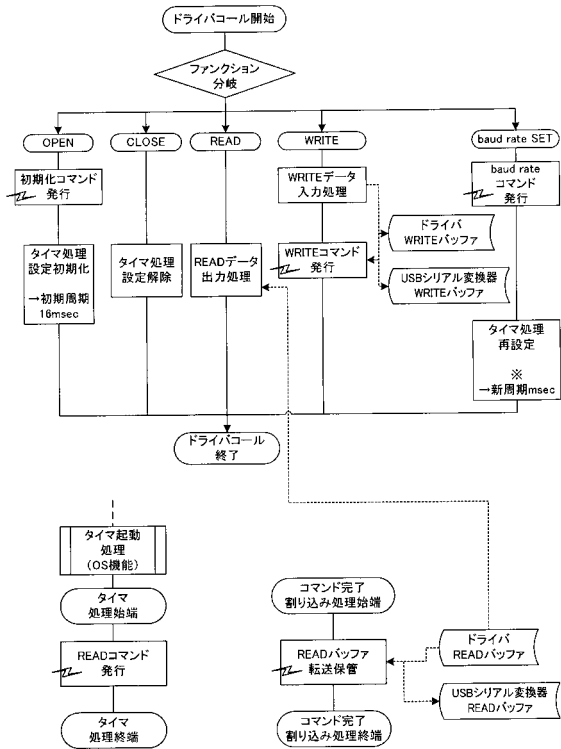 ドライバコール開始
ファンクション
分岐
OPEN
CLOSE
READ
WRITE
baud rate SET
初期化コマンド
発行
WRITEデータ
入力処理
baud rate
コマンド
発行
ドライバ
WRITEバッファ
タイマ処理
設定初期化
→初期周期
16msec
タイマ処理
設定解除
READデータ
出力処理
WRITEコマンド
発行
USBシリアル変換器
WRITEバッファ
タイマ処理
再設定
※
→新周期msec
ドライバコール
終了
タイマ起動
処理
(OS機能)
タイマ
処理始端
READコマンド
発行
タイマ
処理終端
コマンド完了
割り込み処理始端
READバッファ
転送保管
コマンド完了
割り込み処理終端
ドライバ
READバッファ
USBシリアル変換器
READバッファ